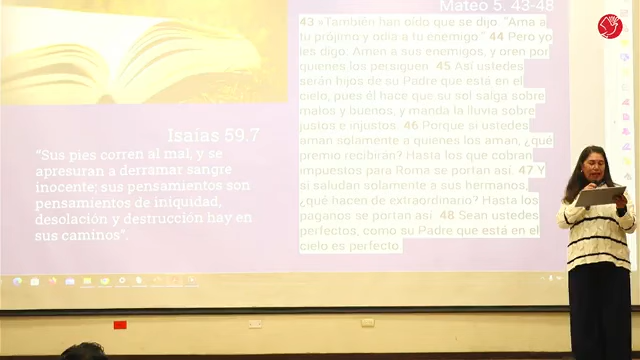 Mateo 5. 43-48
43 «También han oído que se dijo: "Ama a
tu prójimo y odia a tu enemigo." 44 Pero yo
les digo: Amen a sus enemigos, y oren por
quienes los persiguen. 45 Así ustedes
serán hijos de su Padre que está en el
cielo, pues él hace que su sol salga sobre
malos y buenos, y manda la lluvia sobre
justos e injustos. 46 Porque si ustedes
aman solamente a quienes los aman, ¿qué
premio recibirán? Hasta los que cobran
impuestos para Roma se portan así. 47 Y
si saludan solamente a sus hermanos,
¿qué hacen de extraordinario? Hasta los
paganos se portan así. 48 Sean ustedes
perfectos, como su Padre que está en el
cielo es perfecto.
Isaías 59.7
“Sus pies corren al mal, y se
apresuran a derramar sangre
inocente; sus pensamientos son
pensamientos de iniquidad,
desolación y destrucción hay en
sus caminos”.